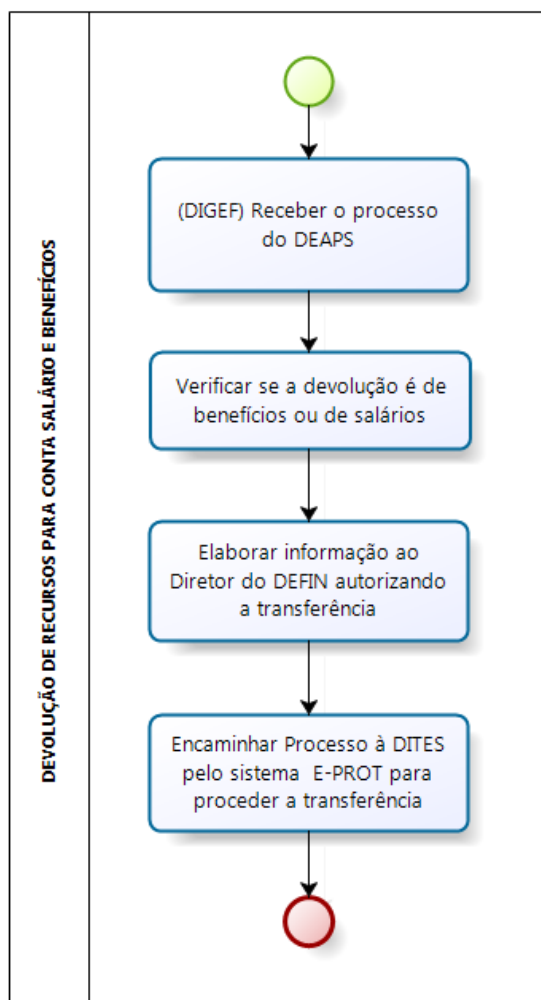 DEVOLUÇÃO DE RECURSOS PARA CONTA SALÁRIO E BENEFÍCIOS
(DIGEF) Receber o processo
do DEAPS
Verificar se a devolução é de
benefícios ou de salários
Elaborar informação ao
Diretor do DEFIN autorizando
a transferência
Encaminhar Processo à DITES
pelo sistema E-PROT para
proceder a transferência